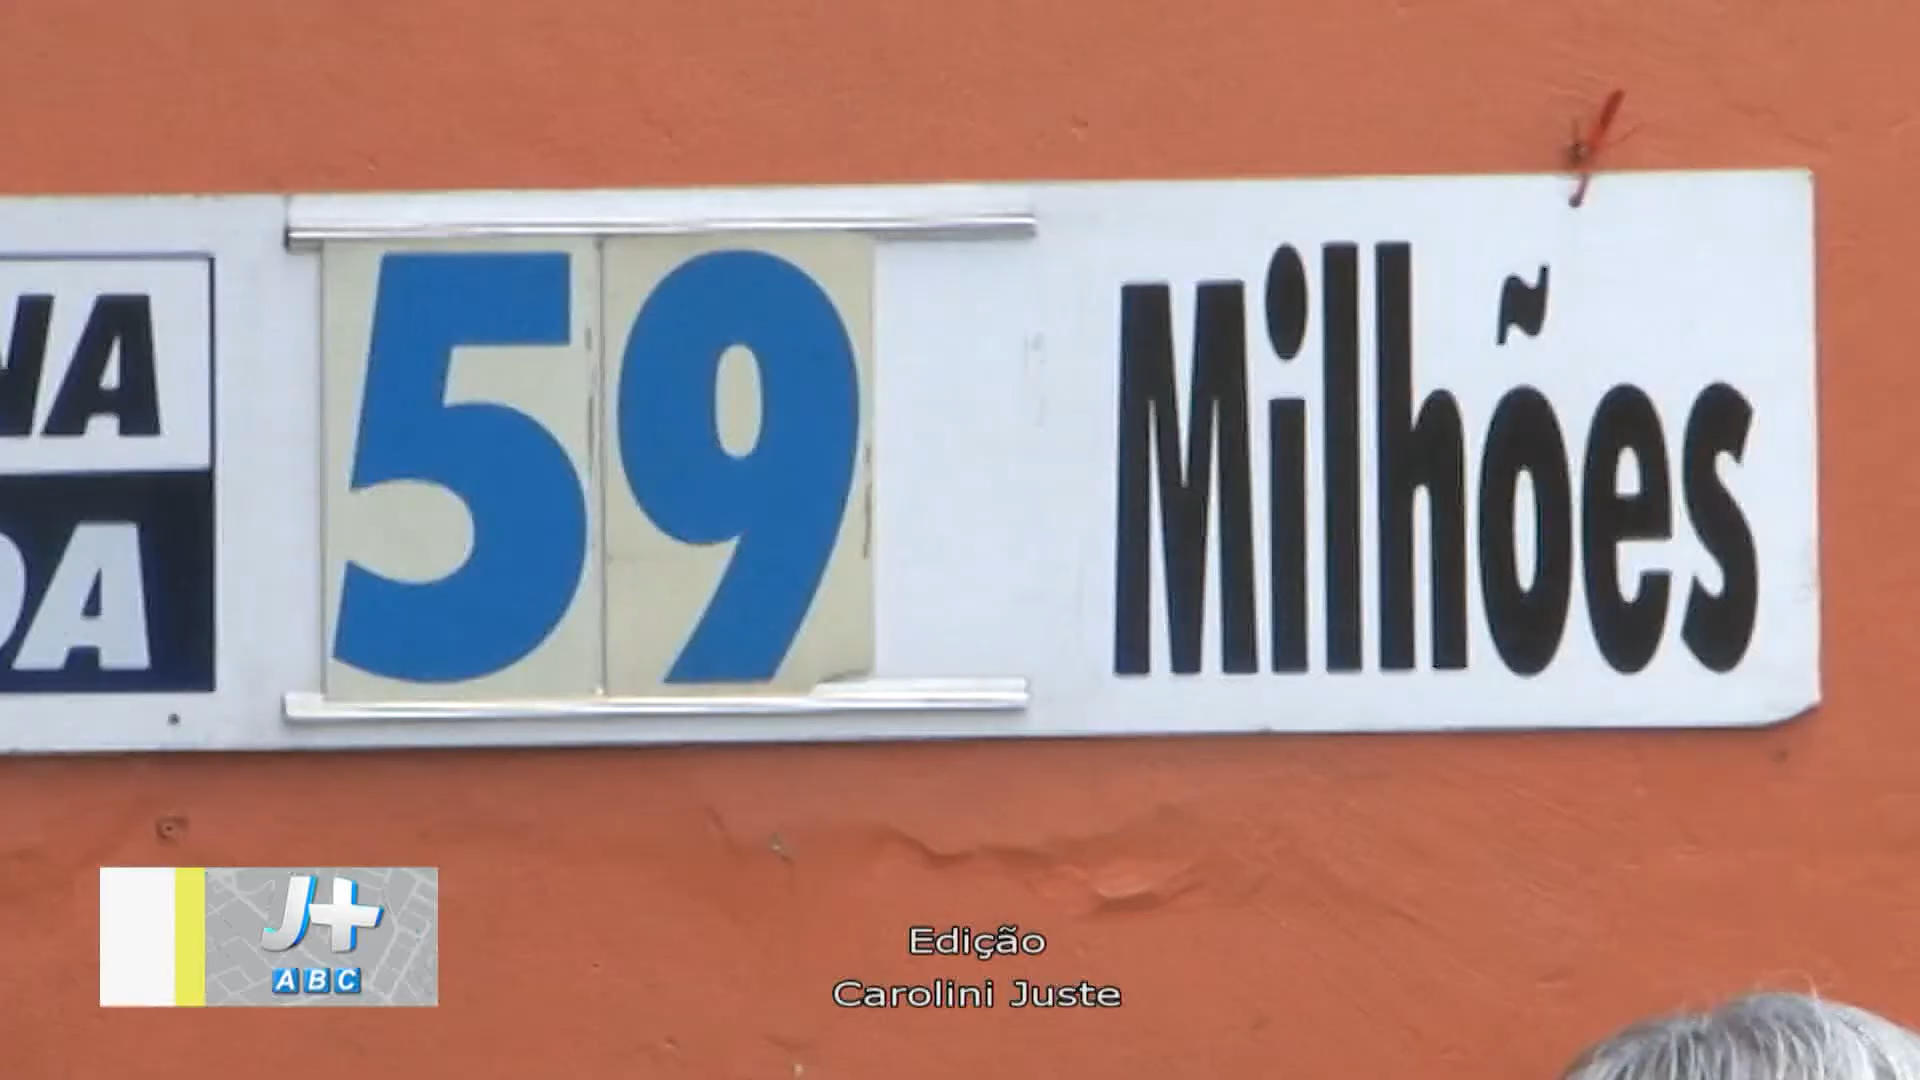 NA
DA
59 Milhões
J+
ABC
Edição
Carolini Juste